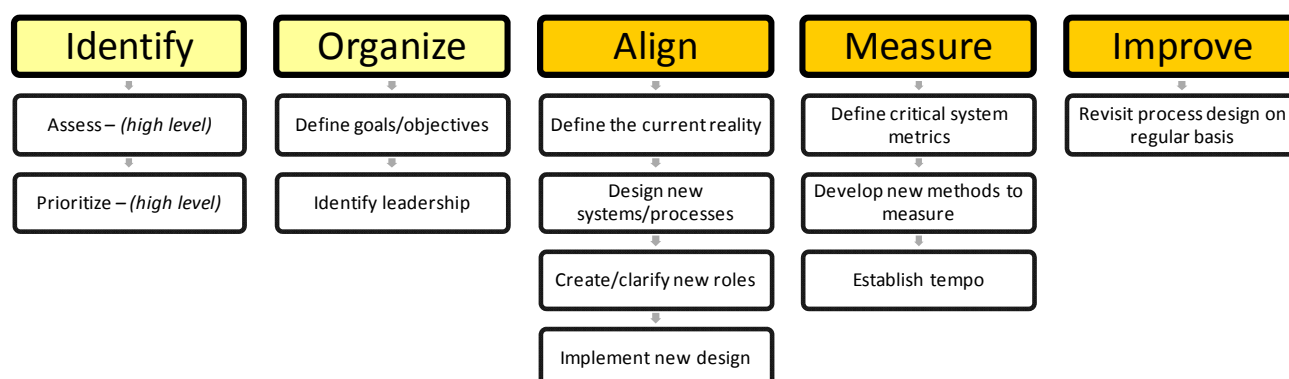 Identify
Assess – (high level)
Prioritize – (high level)
Organize
Define goals/objectives
Identify leadership
Align
Define the current reality
Design new
systems/processes
Create/clarify new roles
Implement new design
Measure
Define critical system
metrics
Develop new methods to
measure
Establish tempo
Improve
Revisit process design on
regular basis